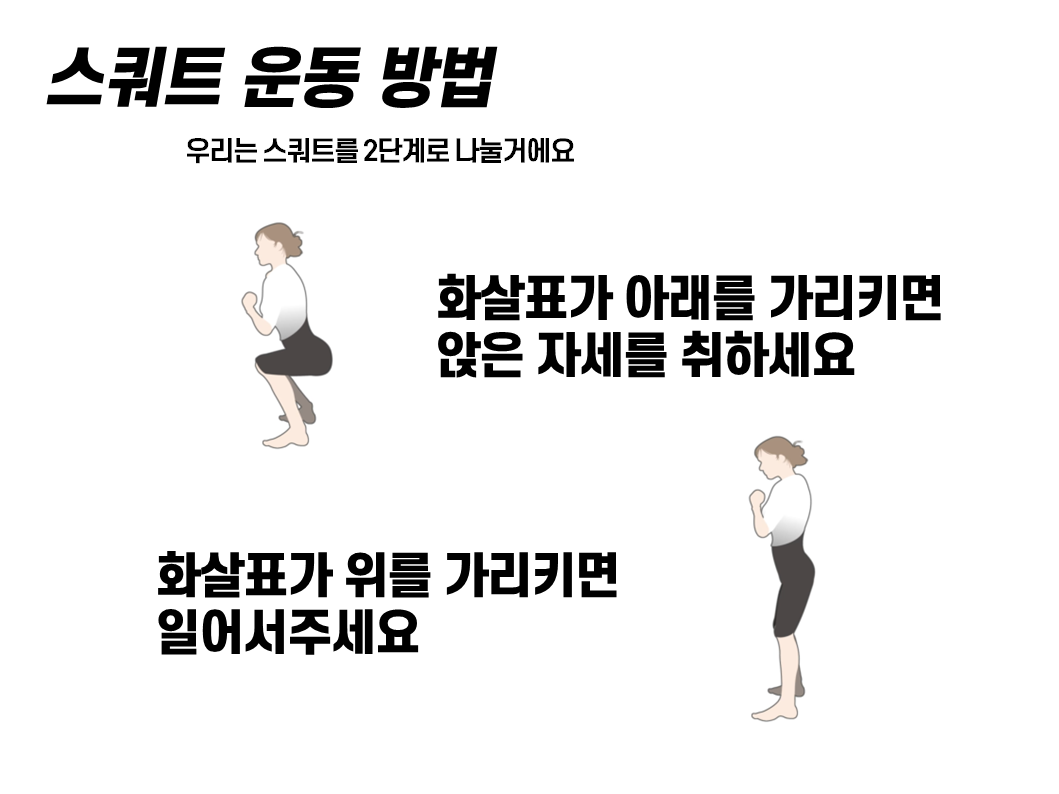 스쿼트 운동 방법
우리는 스쿼트를 2단계로 나눌거에요
화살표가 아래를 가리키면
앉은 자세를 취하세요
화살표가 위를 가리키면
일어서주세요